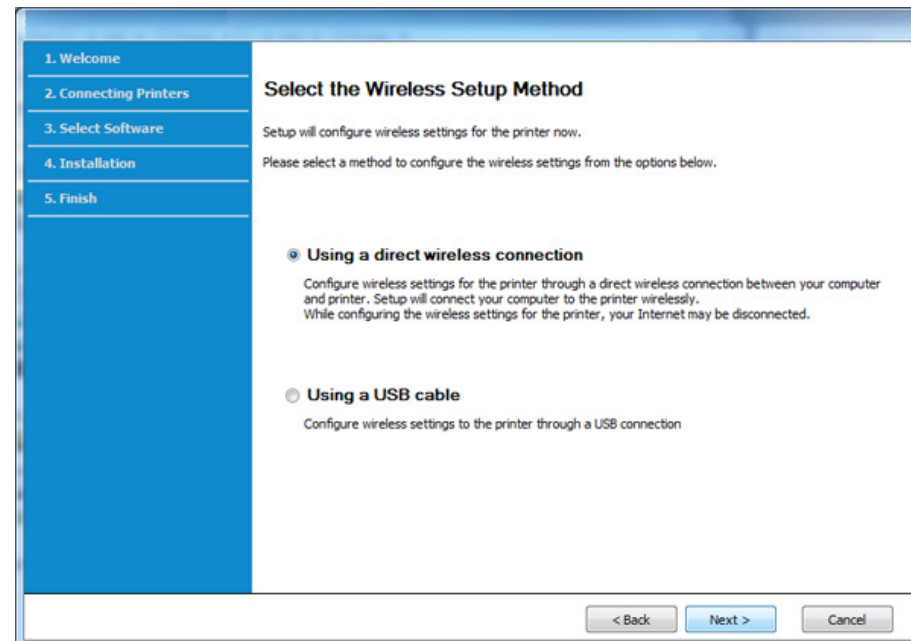 1. Welcome
2. Connecting Printers
3. Select Software
4. Installation
5. Finish
Select the Wireless Setup Method
Setup will configure wireless settings for the printer now.
Please select a method to configure the wireless settings from the options below.
Using a direct wireless connection
Configure wireless settings for the printer through a direct wireless connection between your computer
and printer. Setup will connect your computer to the printer wirelessly.
While configuring the wireless settings for the printer, your Internet may be disconnected.
Using a USB cable
Configure wireless settings to the printer through a USB connection
< Back
Next >
Cancel